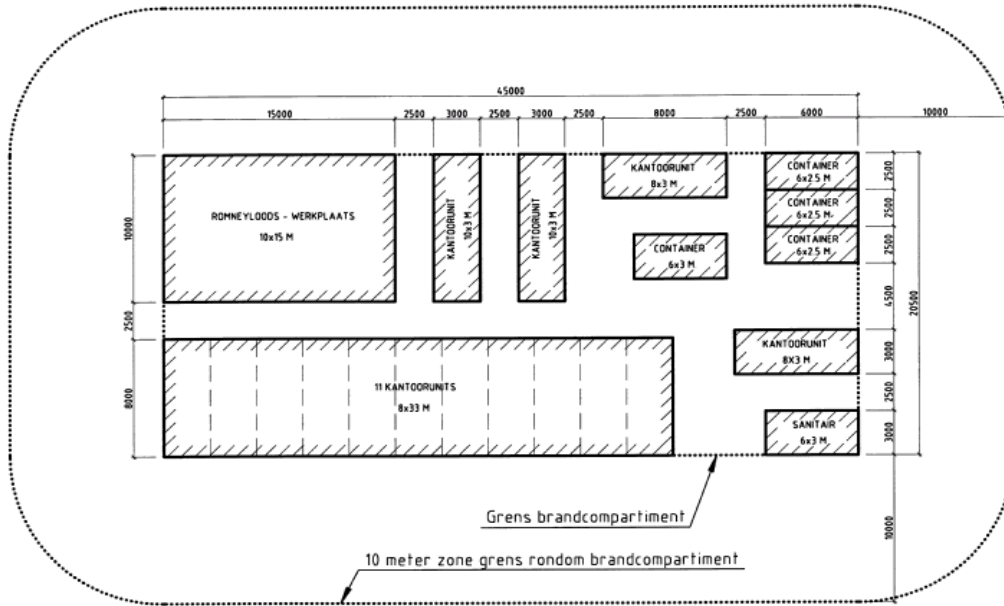 45000
15000 2500 3000 2500 3000 2500 8000 2500 6000 10000
ROMNEYLOODS - WERKPLAATS
10x15 M
KANTOORUNIT
10x3 M
KANTOORUNIT
10x3 M
KANTOORUNIT
8x3 M
CONTAINER
6x3 M
CONTAINER
6x2.5 M
CONTAINER
6x2.5 M
CONTAINER
6x2.5 M
KANTOORUNIT
8X3 M
SANITAIR
6x3 M
11 KANTOORUNITS
8x33 M
10000
2500
8000
2500
2500
2500
4500
3000
2500
3000
20500
10000
Grens brandcompartiment
10 meter zone grens rondom brandcompartiment